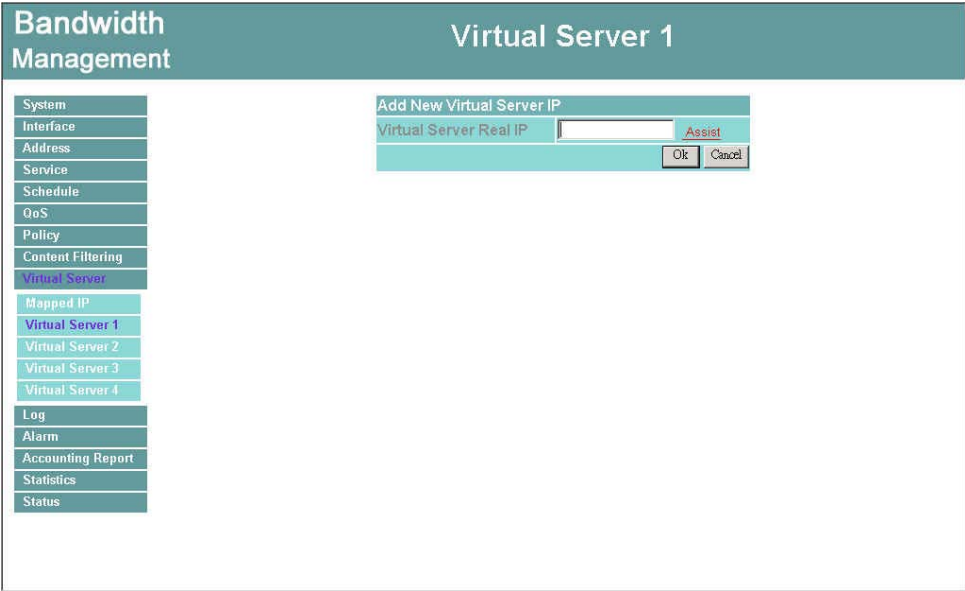 Bandwidth
Management
Virtual Server 1
System
Interface
Address
Service
Schedule
QoS
Policy
Content Filtering
Virtual Server
Mapped IP
Virtual Server 1
Virtual Server 2
Virtual Server 3
Virtual Server 4
Log
Alarm
Accounting Report
Statistics
Status
Add New Virtual Server IP
Virtual Server Real IP Assist
Ok Cancel